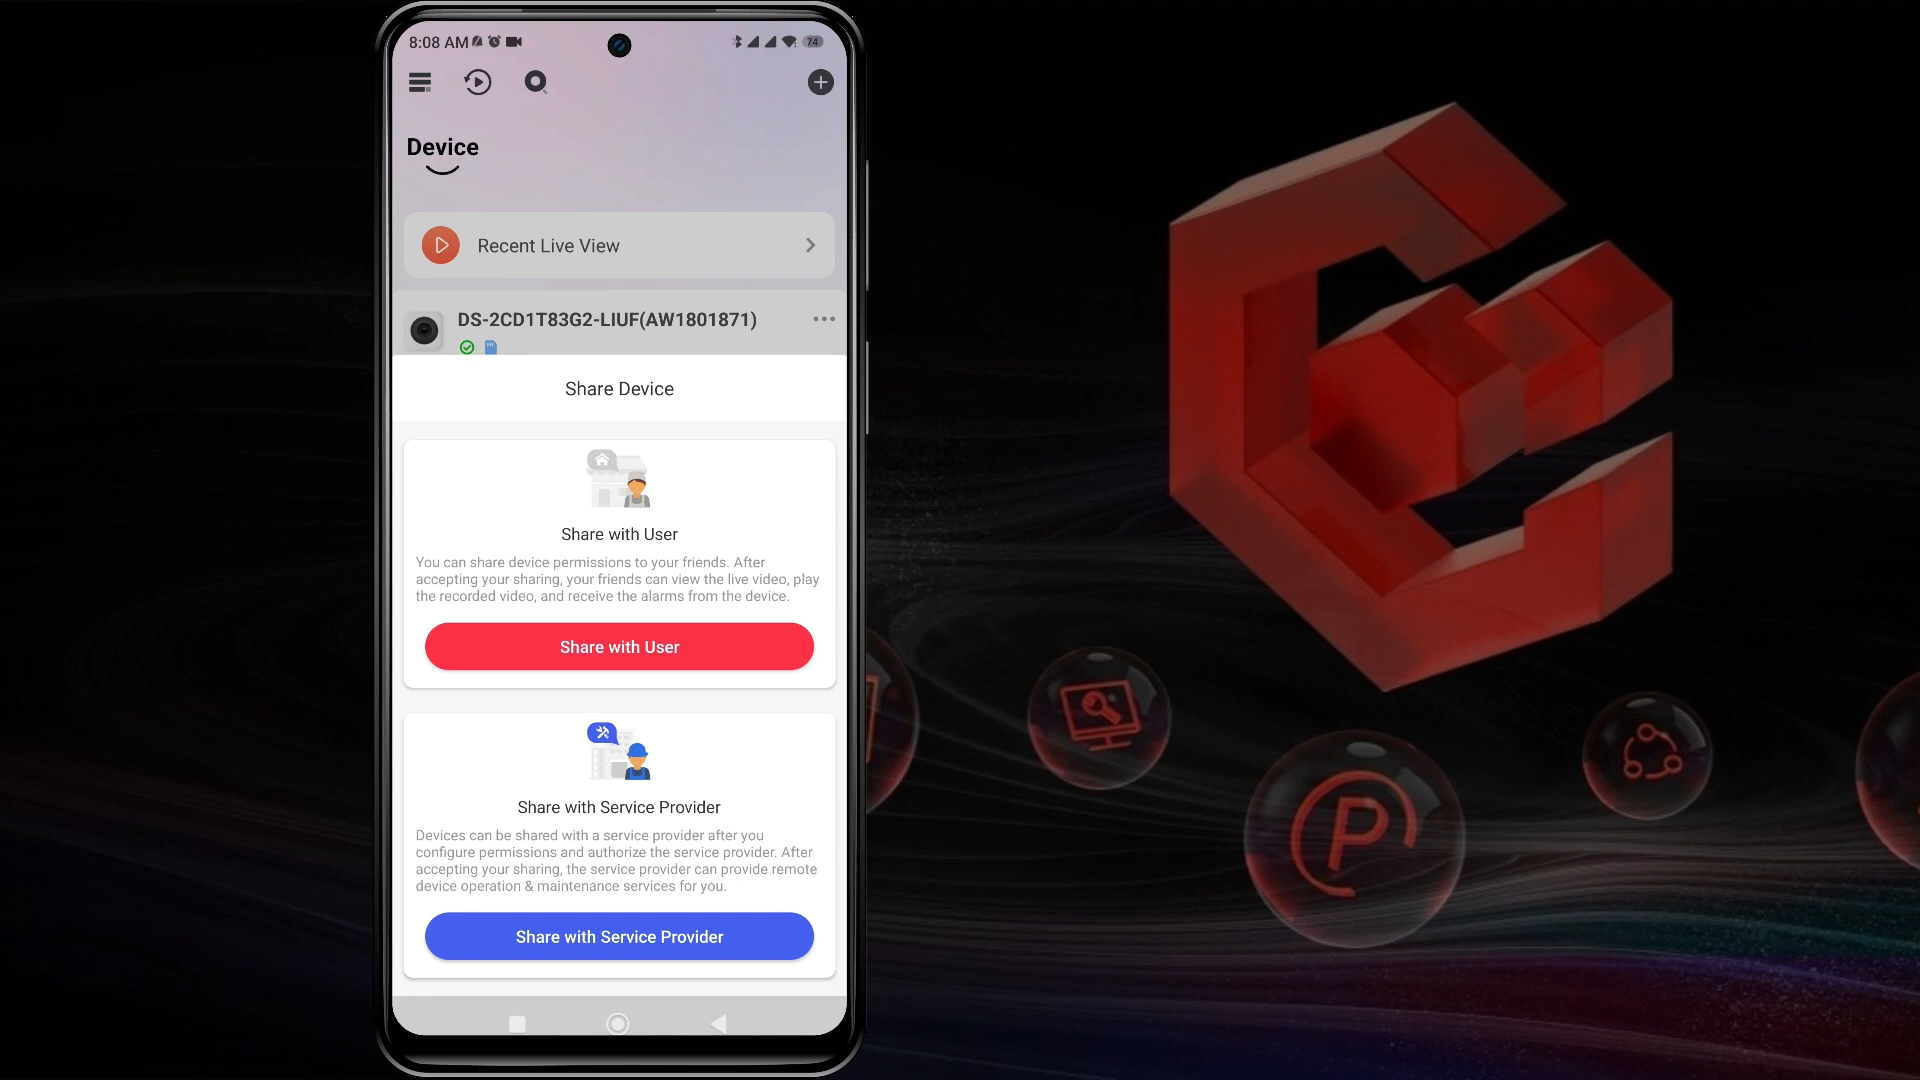 8:08 AM
74
Device
Recent Live View
DS-2CD1T83G2-LIUF(AW1801871)
Share Device
Share with User
You can share device permissions to your friends. After
accepting your sharing, your friends can view the live video, play
the recorded video, and receive the alarms from the device.
Share with User
Share with Service Provider
Devices can be shared with a service provider after you
configure permissions and authorize the service provider. After
accepting your sharing, the service provider can provide remote
device operation & maintenance services for you.
Share with Service Provider
P